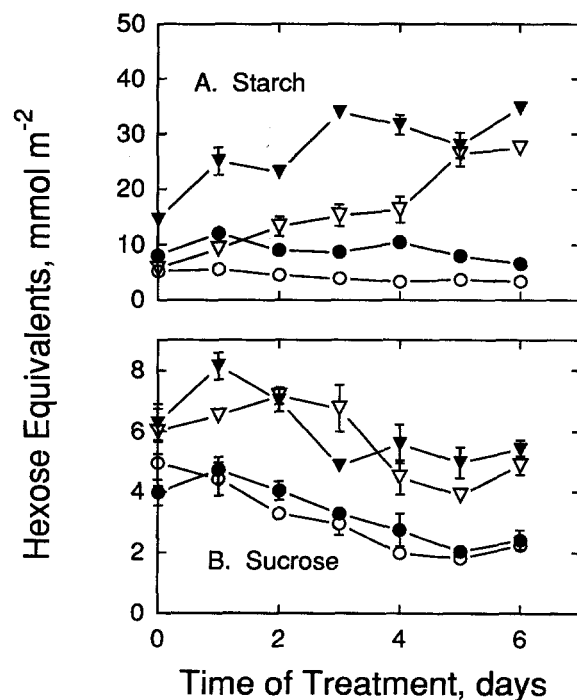 Hexose Equivalents, mmol m-2
50
40
30
20
10
0
A. Starch
8
6
4
2
0
B. Sucrose
0 2 4 6
Time of Treatment, days